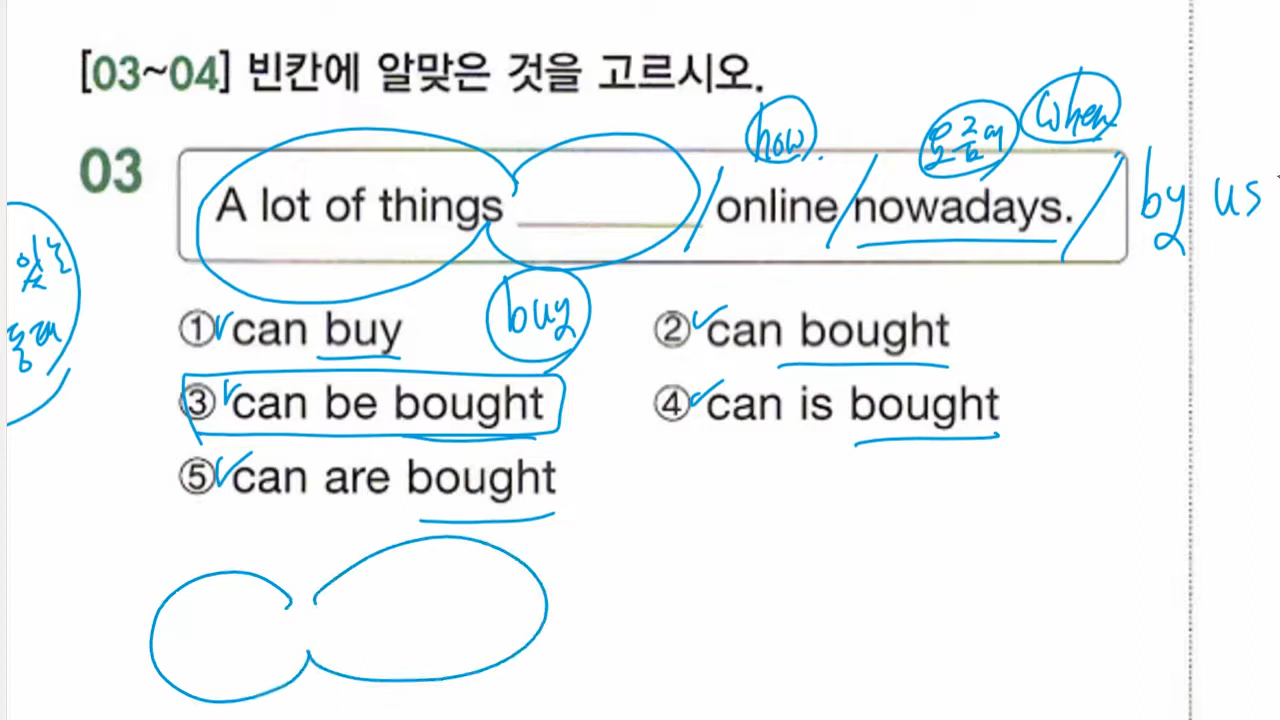 [03~04] 빈칸에 알맞은 것을 고르시오.
how. 요즘에 when
03 A lot of things ________ / online / nowadays. / by us
buy
① can buy ② can bought
③ can be bought ④ can is bought
⑤ can are bought